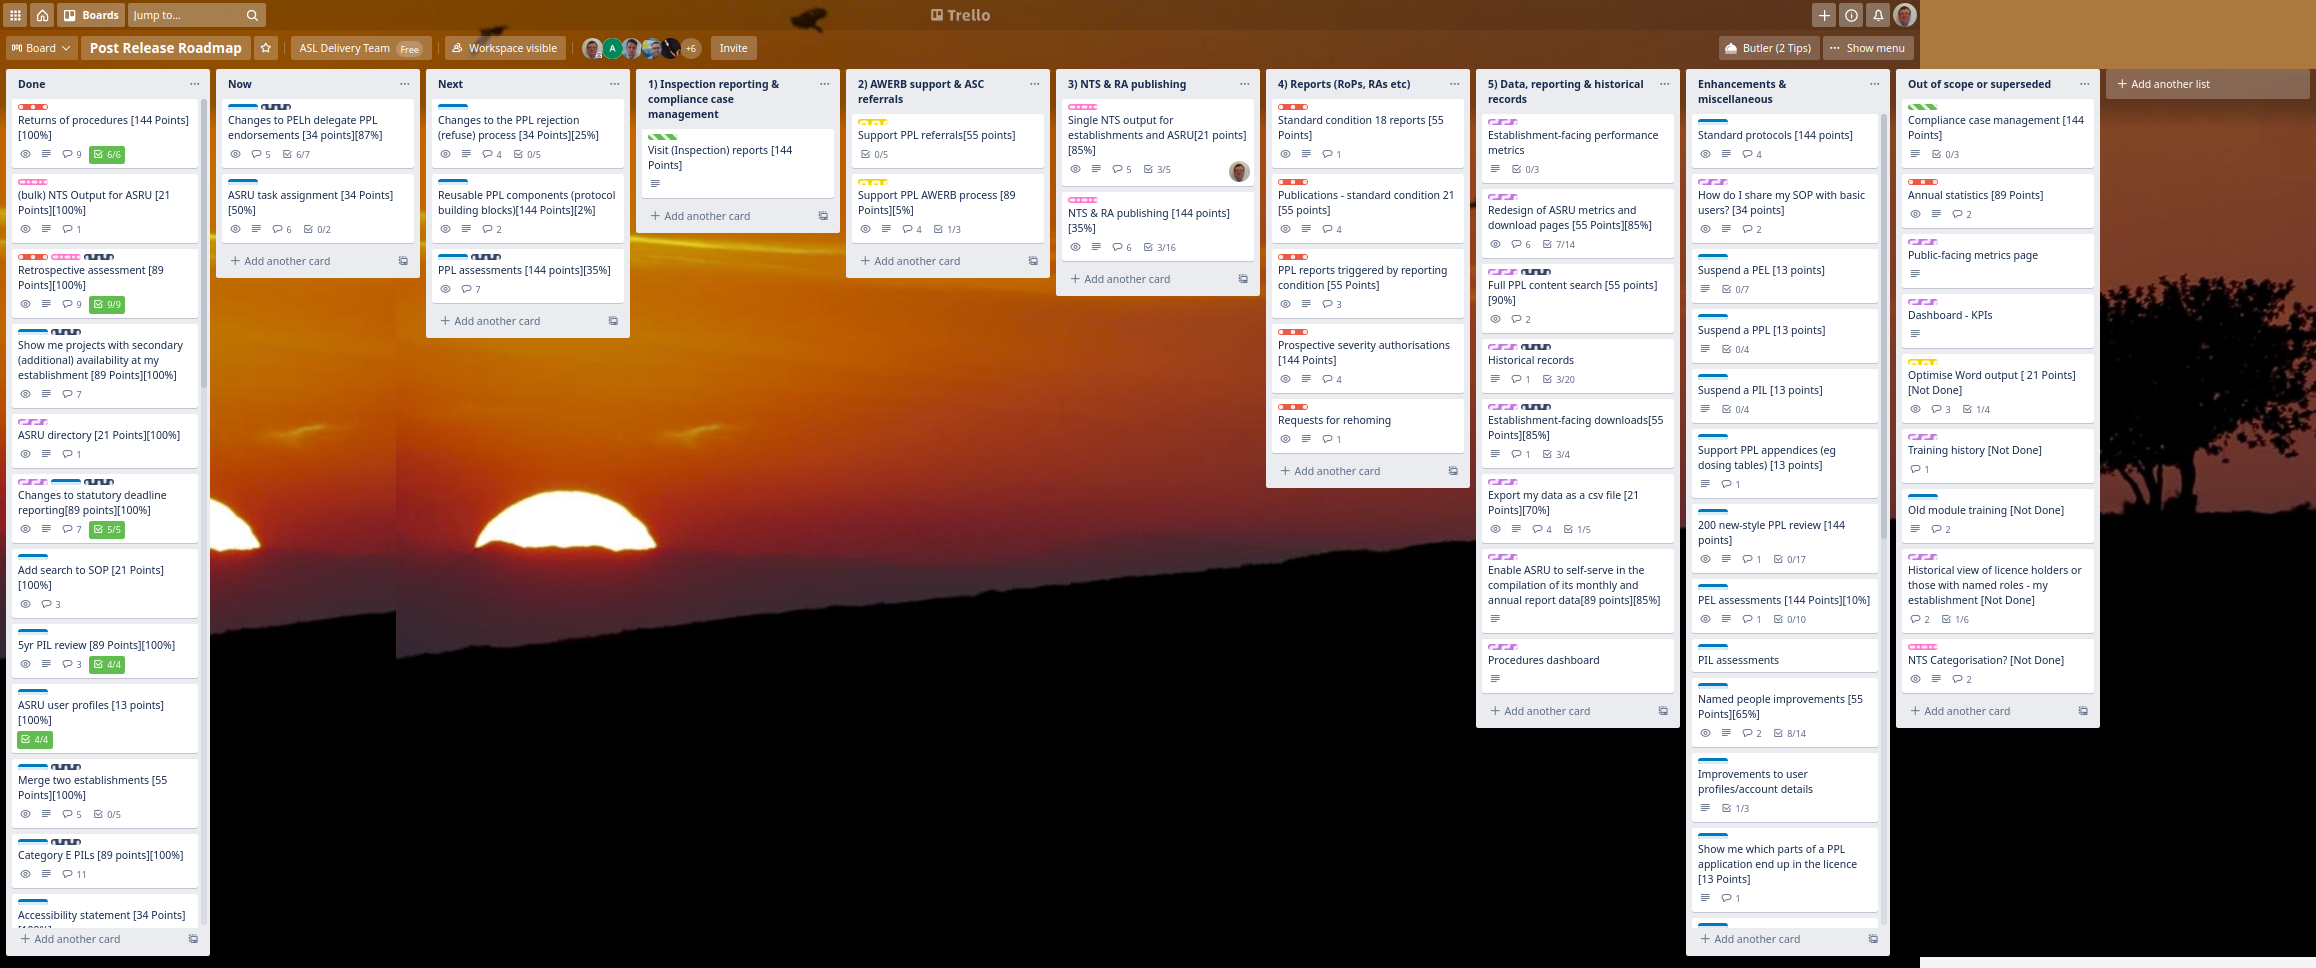 Boards
Jump to...
Trello
Board
Post Release Roadmap
ASL Delivery Team
Free
Workspace visible
A
+6
Invite
Butler (2 Tips)
Show menu
Done
Returns of procedures [144 Points]
[100%]
9
6/6
(bulk) NTS Output for ASRU [21
Points][100%]
1
Retrospective assessment [89
Points][100%]
9
9/9
Show me projects with secondary
(additional) availability at my
establishment [89 Points][100%]
7
ASRU directory [21 Points][100%]
1
Changes to statutory deadline
reporting[89 points][100%]
7
5/5
Add search to SOP [21 Points]
[100%]
3
5yr PIL review [89 Points][100%]
3
4/4
ASRU user profiles [13 points]
[100%]
4/4
Merge two establishments [55
Points][100%]
5
0/5
Category E PILs [89 points][100%]
11
Accessibility statement [34 Points]
[100%]
Add another card
Now
Changes to PELh delegate PPL
endorsements [34 points][87%]
5
6/7
ASRU task assignment [34 Points]
[50%]
6
0/2
Add another card
Next
Changes to the PPL rejection
(refuse) process [34 Points][25%]
4
0/5
Reusable PPL components (protocol
building blocks)[144 Points][2%]
2
PPL assessments [144 points][35%]
7
Add another card
1) Inspection reporting &
compliance case
management
Visit (Inspection) reports [144
Points]
Add another card
2) AWERB support & ASC
referrals
Support PPL referrals[55 points]
0/5
Support PPL AWERB process [89
Points][5%]
4
1/3
Add another card
3) NTS & RA publishing
Single NTS output for
establishments and ASRU[21 points]
[85%]
5
3/5
NTS & RA publishing [144 points]
[35%]
6
3/16
Add another card
4) Reports (RoPs, RAs etc)
Standard condition 18 reports [55
Points]
1
Publications - standard condition 21
[55 points]
4
PPL reports triggered by reporting
condition [55 Points]
3
Prospective severity authorisations
[144 Points]
4
Requests for rehoming
1
Add another card
5) Data, reporting & historical
records
Establishment-facing performance
metrics
0/3
Redesign of ASRU metrics and
download pages [55 Points][85%]
6
7/14
Full PPL content search [55 points]
[90%]
2
Historical records
1
3/20
Establishment-facing downloads[55
Points][85%]
1
3/4
Export my data as a csv file [21
Points][70%]
4
1/5
Enable ASRU to self-serve in the
compilation of its monthly and
annual report data[89 points][85%]
Procedures dashboard
Add another card
Enhancements &
miscellaneous
Standard protocols [144 points]
4
How do I share my SOP with basic
users? [34 points]
2
Suspend a PEL [13 points]
0/7
Suspend a PPL [13 points]
0/4
Suspend a PIL [13 points]
0/4
Support PPL appendices (eg
dosing tables) [13 points]
1
200 new-style PPL review [144
points]
1
0/17
PEL assessments [144 Points][10%]
1
0/10
PIL assessments
Named people improvements [55
Points][65%]
2
8/14
Improvements to user
profiles/account details
1/3
Show me which parts of a PPL
application end up in the licence
[13 Points]
1
Add another card
Out of scope or superseded
Compliance case management [144
Points]
0/3
Annual statistics [89 Points]
2
Public-facing metrics page
Dashboard - KPIs
Optimise Word output [ 21 Points]
[Not Done]
3
1/4
Training history [Not Done]
1
Old module training [Not Done]
2
Historical view of licence holders or
those with named roles - my
establishment [Not Done]
2
1/6
NTS Categorisation? [Not Done]
2
Add another card
Add another list